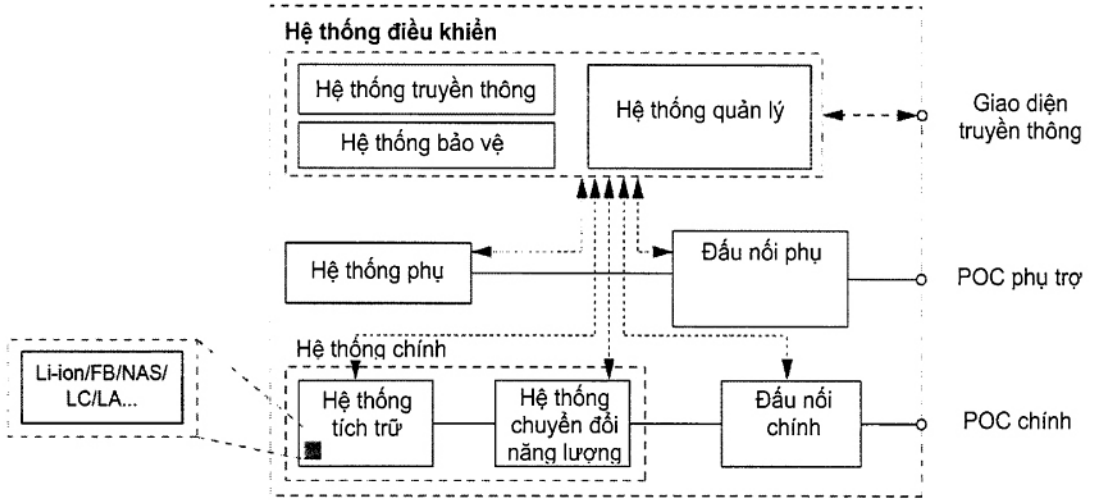 Hệ thống điều khiển
Hệ thống truyền thông
Hệ thống bảo vệ
Hệ thống quản lý
Giao diện
truyền thông
Hệ thống phụ
Đấu nối phụ
POC phụ trợ
Hệ thống chính
Li-ion/FB/NAS/
LC/LA...
Hệ thống
tích trữ
Hệ thống
chuyển đổi
năng lượng
Đấu nối
chính
POC chính